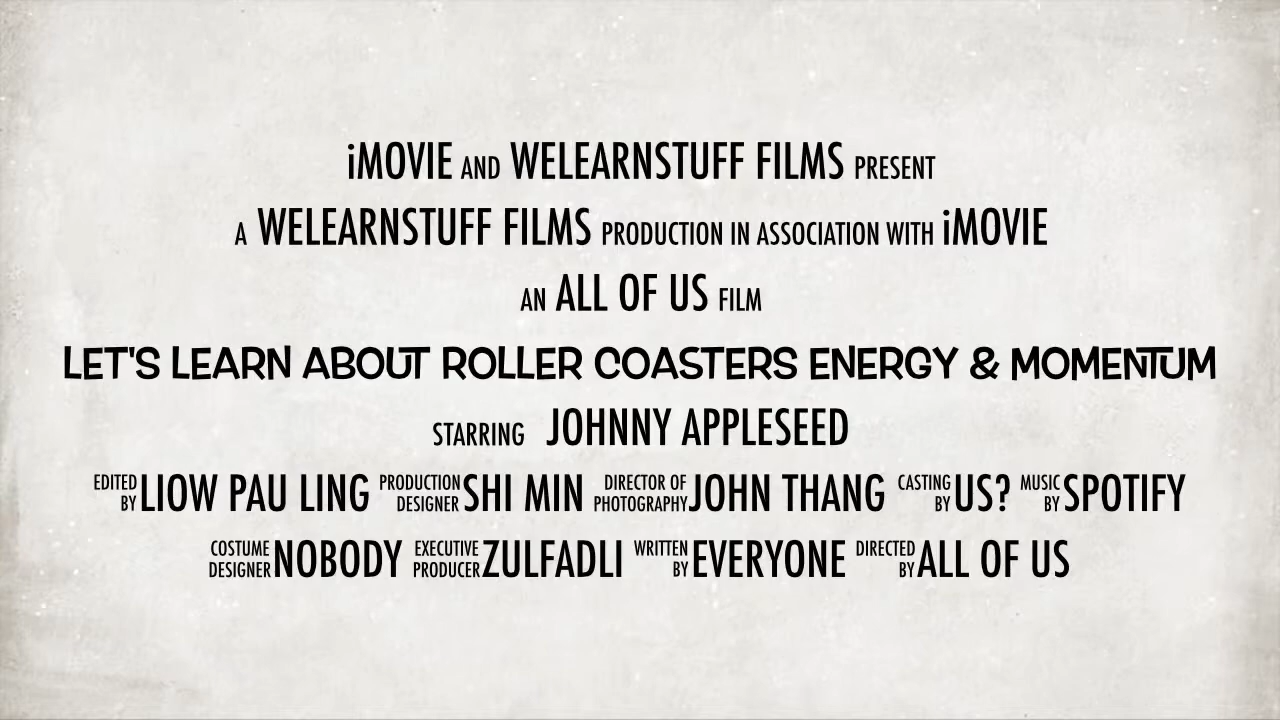 iMOVIE AND WELEARNSTUFF FILMS PRESENT
A WELEARNSTUFF FILMS PRODUCTION IN ASSOCIATION WITH iMOVIE
AN ALL OF US FILM
LET'S LEARN ABOUT ROLLER COASTERS ENERGY & MOMENTUM
STARRING JOHNNY APPLESEED
EDITED BY LIOW PAU LING PRODUCTION DESIGNER SHI MIN DIRECTOR OF PHOTOGRAPHY JOHN THANG CASTING BY US? MUSIC BY SPOTIFY
COSTUME DESIGNER NOBODY EXECUTIVE PRODUCER ZULFADLI WRITTEN BY EVERYONE DIRECTED BY ALL OF US